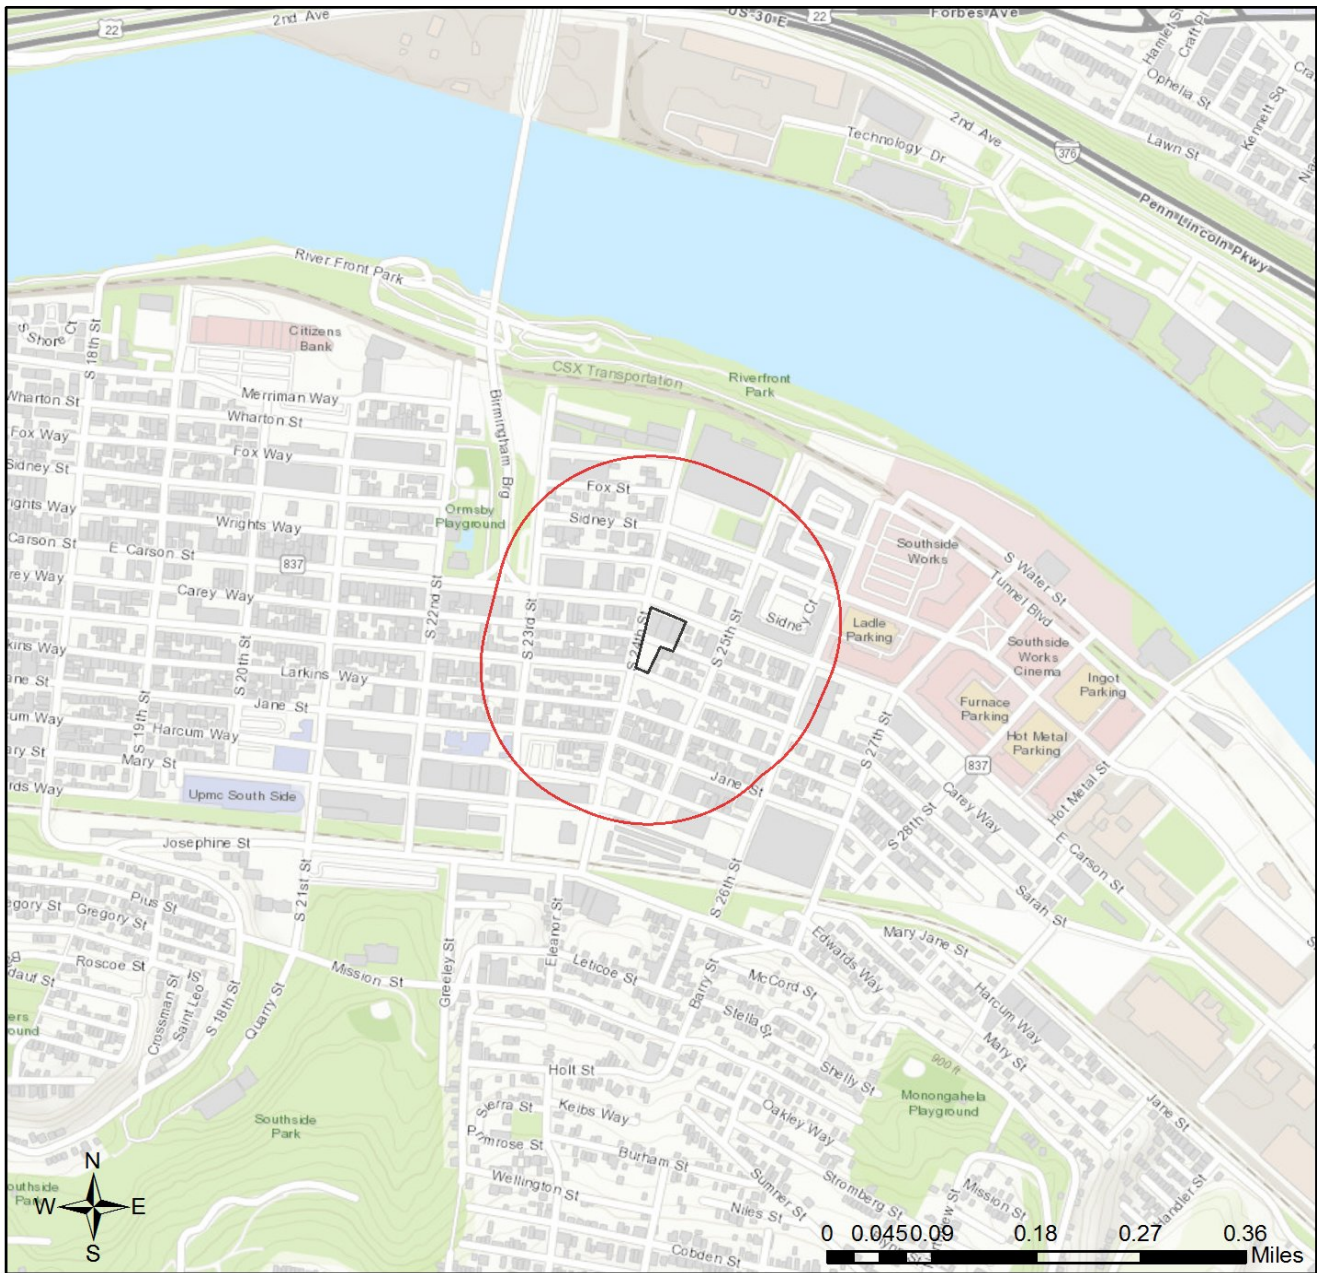 2nd Ave
22
US-30 E
22
Forbes Ave
Hamlet St
Craft Pl
Ophelia St
Kennett Sq
Lawn St
2nd Ave
376
Technology Dr
Penn Lincoln Pkwy
River Front Park
S Shore Ct
S 18th St
Citizens
Bank
CSX Transportation
Riverfront
Park
Merriman Way
Wharton St
Wharton St
Birmingham Brg
Fox Way
Fox Way
Sidney St
Fox St
Ormsby
Playground
Sidney St
Wrights Way
E Carson St
Carson St
837
Carey Way
Southside
Works
S Water St
Tunnel Blvd
S 22nd St
S 23rd St
S 24th St
S 25th St
Sidney Ct
Ladle
Parking
Southside
Works
Cinema
Ingot
Parking
S 20th St
Larkins Way
Jane St
S 19th St
Harcum Way
Mary St
Furnace
Parking
Hot Metal
Parking
S 27th St
837
Hot Metal St
Jane St
Upmc South Side
Carey Way
S 28th St
E Carson St
Josephine St
S 21st St
S 26th St
Sarah St
Pius St
Gregory St
Roscoe St
Mission St
Greeley St
Eleanor St
Leticoe St
Barry St
Edwards Way
Mary Jane St
McCord St
Stella St
Harcum Way
Mary St
Crossman St
Saint Leo St
S 18th St
Quarry St
Holt St
Shelly St
900 ft
Monongahela
Playground
Jane St
Sierra St
Keibs Way
Oakley Way
Southside
Park
Primrose St
Burham St
Wellington St
Sumner St
Stromberg St
Mission St
Niles St
Cobden St
N
W
E
S
0 0.045 0.09 0.18 0.27 0.36
Miles